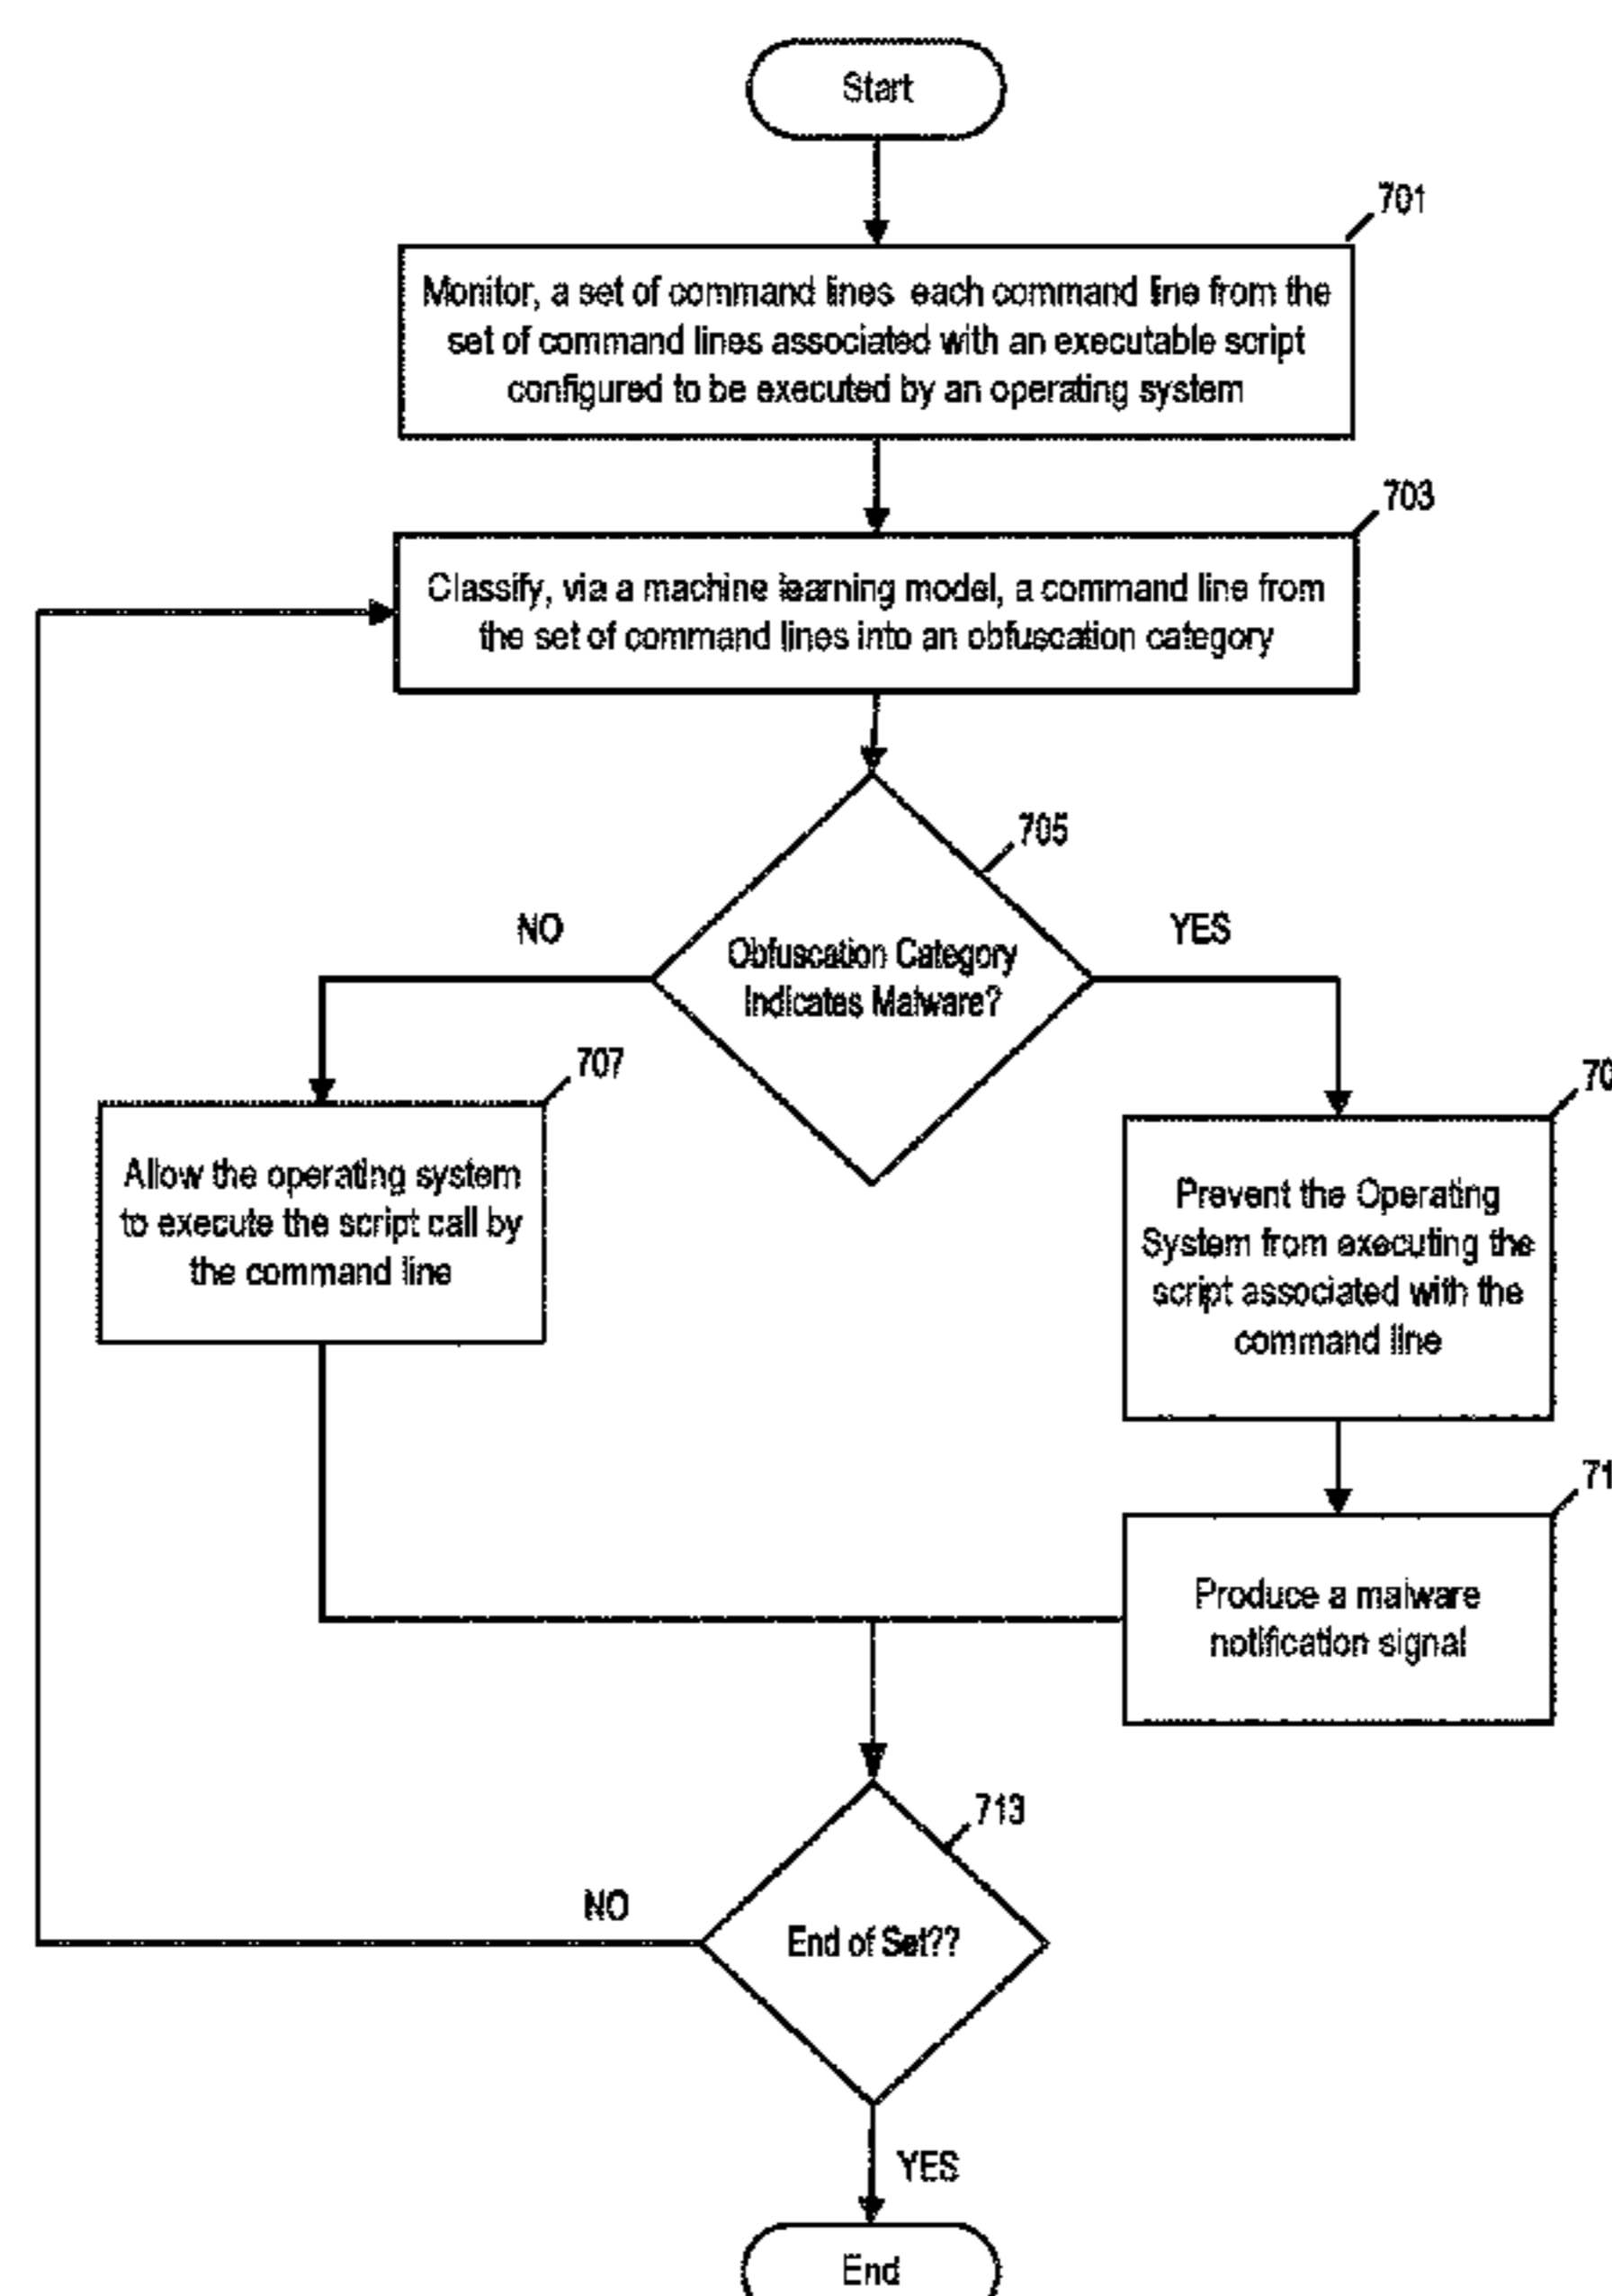 Start
701
Monitor, a set of command lines each command line from the
set of command lines associated with an executable script
configured to be executed by an operating system
703
Classify, via a machine learning model, a command line from
the set of command lines into an obfuscation category
705
NO
YES
Obfuscation Category
Indicates Malware?
707
70
Allow the operating system
to execute the script call by
the command line
Prevent the Operating
System from executing the
script associated with the
command line
71
Produce a malware
notification signal
713
NO
End of Set??
YES
End